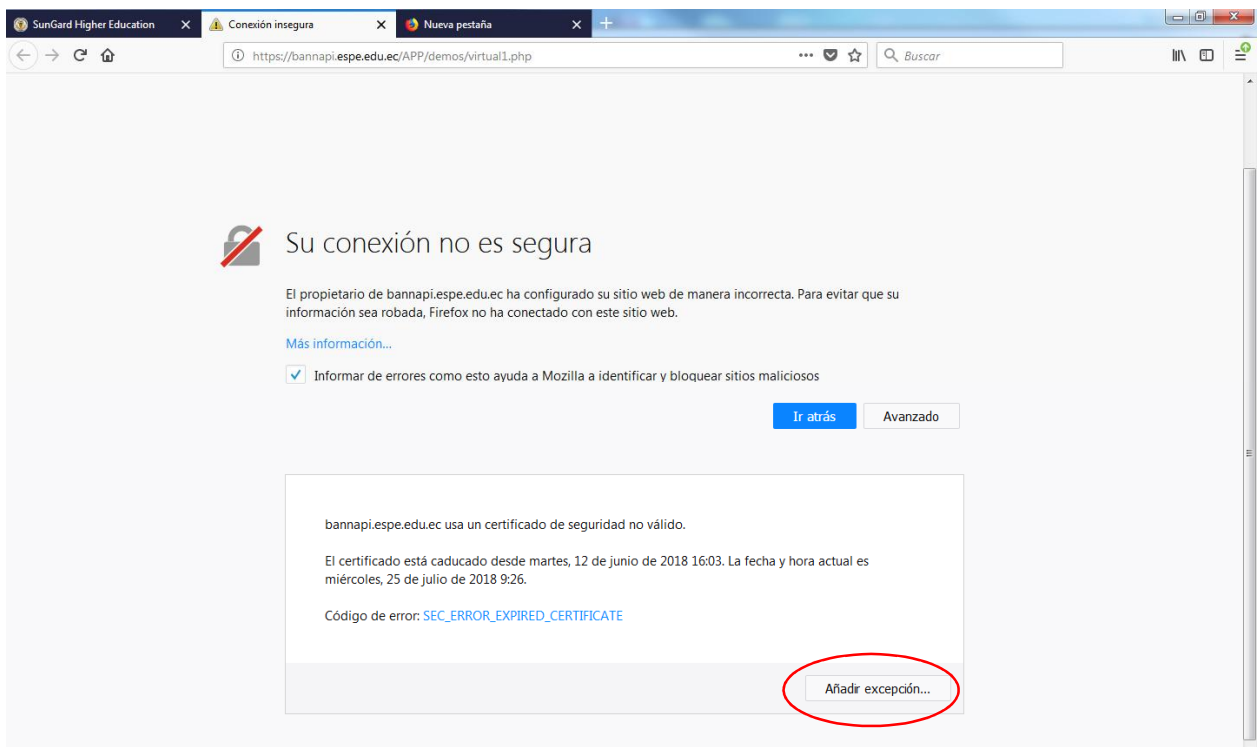 SunGard Higher Education
Conexión insegura
Nueva pestaña
https://bannapi.espe.edu.ec/APP/demos/virtual1.php
Buscar
Su conexión no es segura
El propietario de bannapi.espe.edu.ec ha configurado su sitio web de manera incorrecta. Para evitar que su
información sea robada, Firefox no ha conectado con este sitio web.
Más información...
Informar de errores como esto ayuda a Mozilla a identificar y bloquear sitios maliciosos
Ir atrás
Avanzado
bannapi.espe.edu.ec usa un certificado de seguridad no válido.
El certificado está caducado desde martes, 12 de junio de 2018 16:03. La fecha y hora actual es
miércoles, 25 de julio de 2018 9:26.
Código de error: SEC_ERROR_EXPIRED_CERTIFICATE
Añadir excepción...